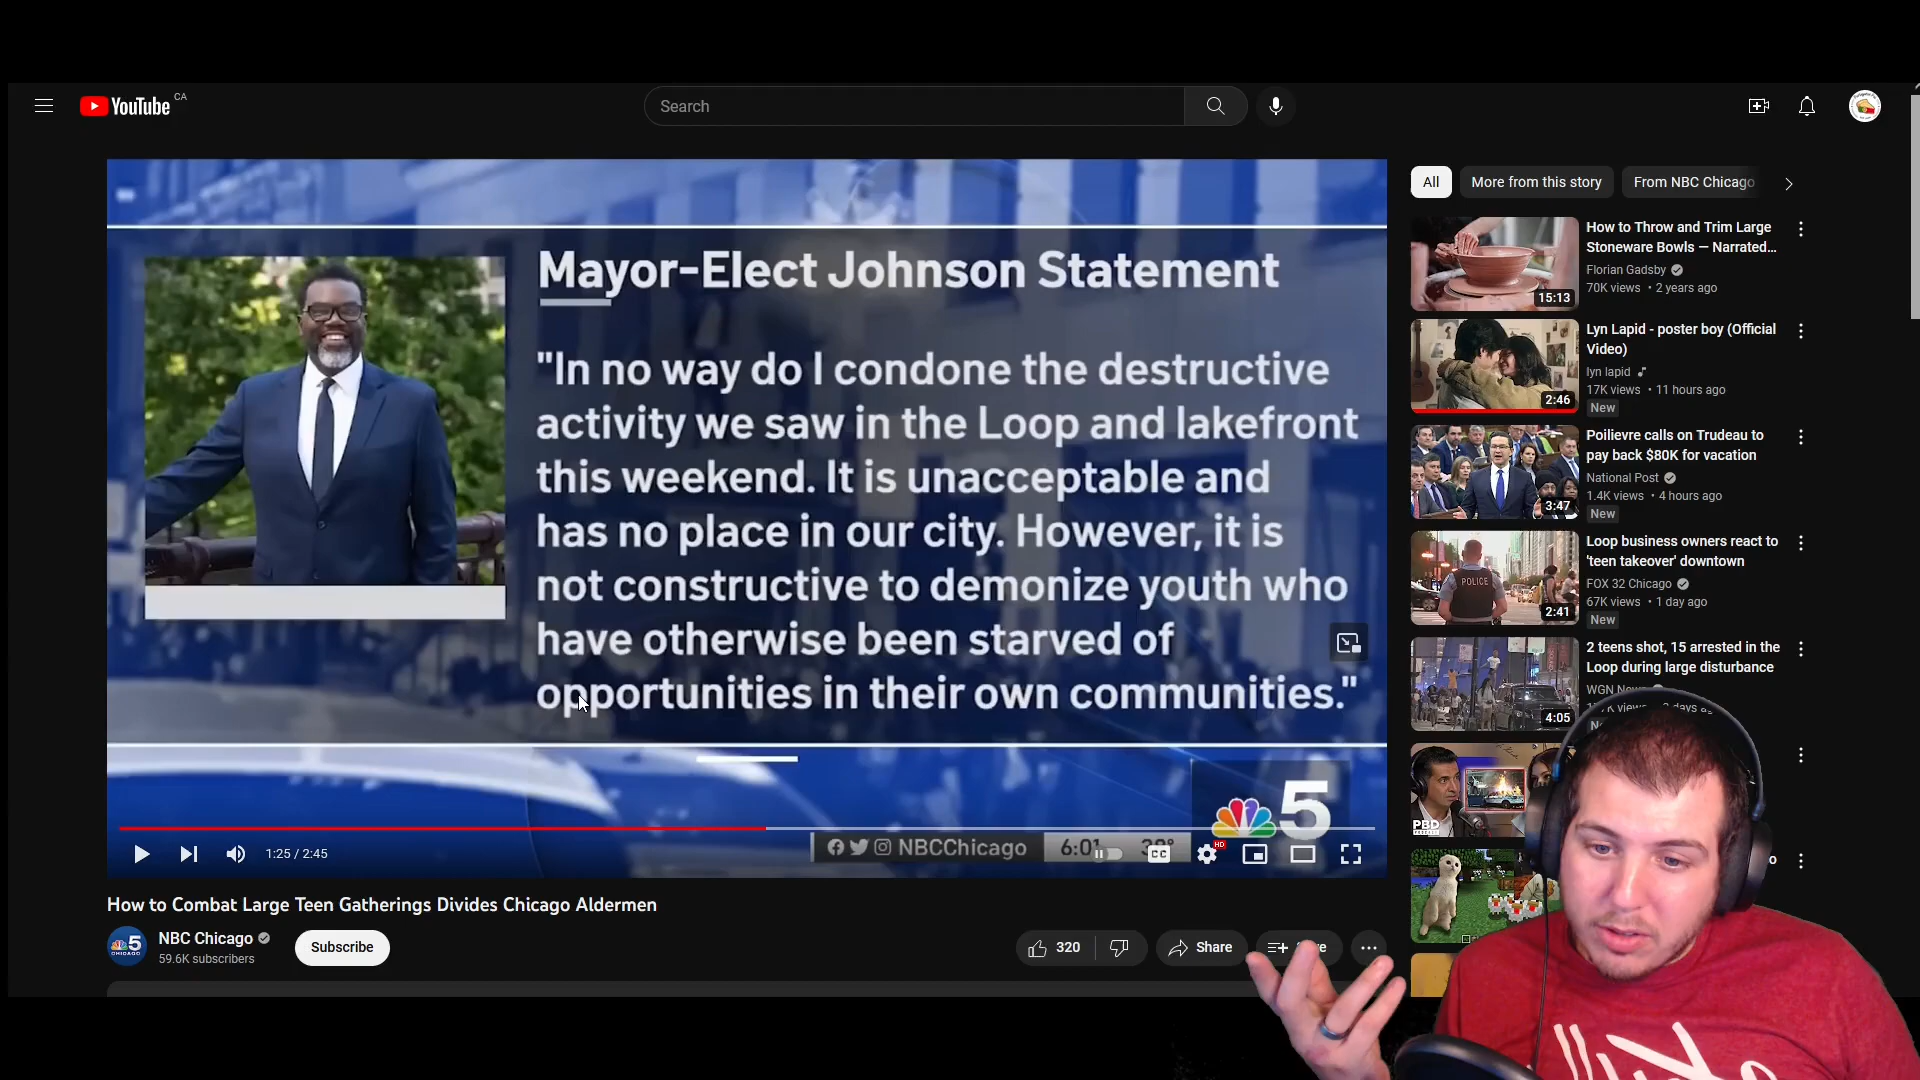 YouTube CA
Search
Mayor-Elect Johnson Statement
"In no way do I condone the destructive
activity we saw in the Loop and lakefront
this weekend. It is unacceptable and
has no place in our city. However, it is
not constructive to demonize youth who
have otherwise been starved of
opportunities in their own communities."
5
NBCChicago
1:25 / 2:45
CC
HD
How to Combat Large Teen Gatherings Divides Chicago Aldermen
5
CHICAGO
NBC Chicago
59.6K subscribers
Subscribe
320
Share
All
More from this story
From NBC Chicago
How to Throw and Trim Large
Stoneware Bowls — Narrated...
Florian Gadsby
70K views • 2 years ago
15:13
Lyn Lapid - poster boy (Official
Video)
lyn lapid
17K views • 11 hours ago
New
2:46
Poilievre calls on Trudeau to
pay back $80K for vacation
National Post
1.4K views • 4 hours ago
New
3:47
Loop business owners react to
'teen takeover' downtown
FOX 32 Chicago
67K views • 1 day ago
New
POLICE
2:41
2 teens shot, 15 arrested in the
Loop during large disturbance
WGN
4:05
PBD
PODCAST